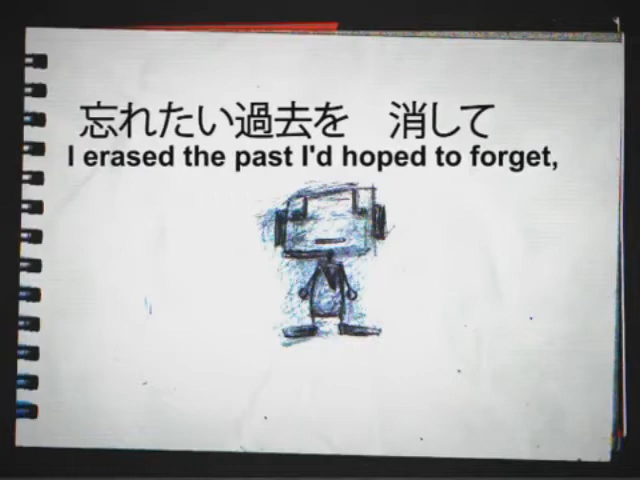 忘れたい過去を　消して
I erased the past I'd hoped to forget,